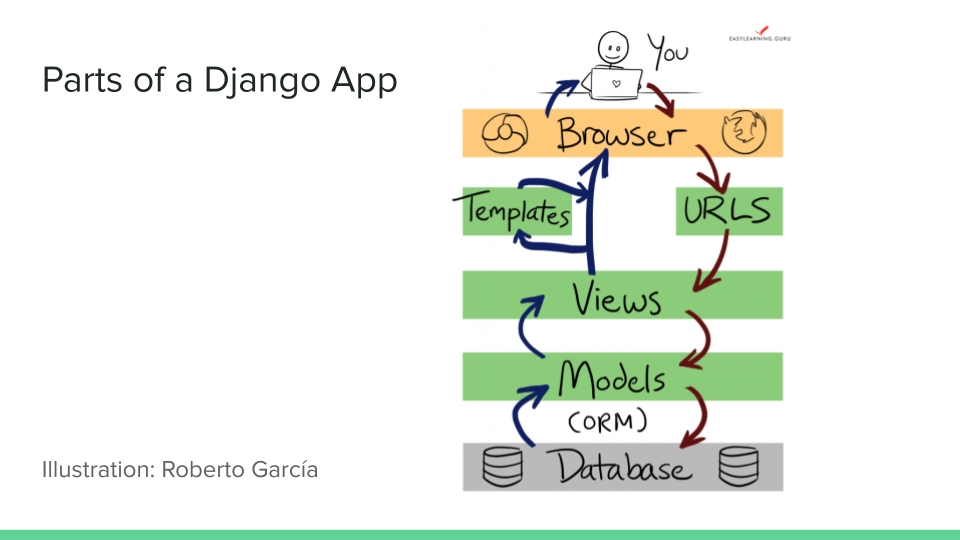 Parts of a Django App
EASYLEARNING.GURU
You
Browser
Templates
URLS
Views
Models
(ORM)
Database
Illustration: Roberto García